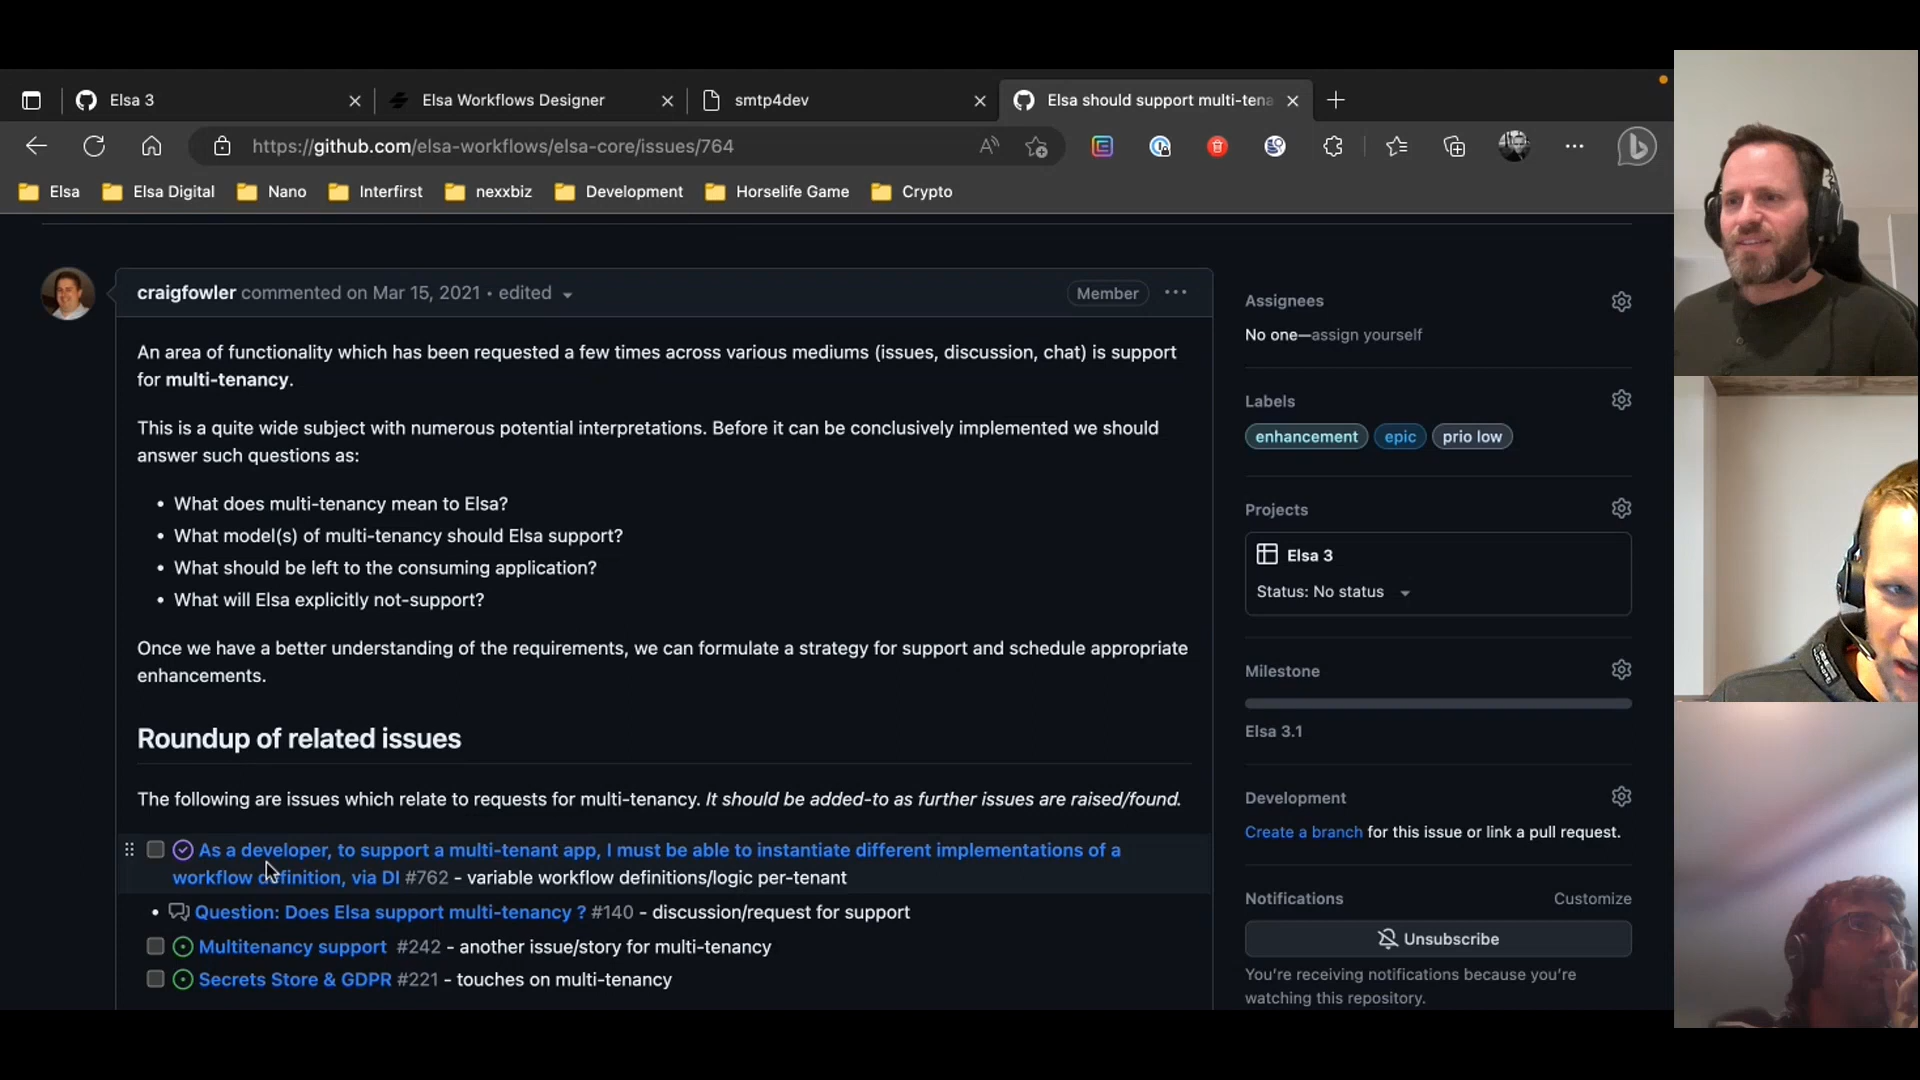 Elsa 3
Elsa Workflows Designer
smtp4dev
Elsa should support multi-tena
https://github.com/elsa-workflows/elsa-core/issues/764
Elsa
Elsa Digital
Nano
Interfirst
nexxbiz
Development
Horselife Game
Crypto
craigfowler commented on Mar 15, 2021 • edited
Member
An area of functionality which has been requested a few times across various mediums (issues, discussion, chat) is support
for multi-tenancy.
This is a quite wide subject with numerous potential interpretations. Before it can be conclusively implemented we should
answer such questions as:
• What does multi-tenancy mean to Elsa?
• What model(s) of multi-tenancy should Elsa support?
• What should be left to the consuming application?
• What will Elsa explicitly not-support?
Once we have a better understanding of the requirements, we can formulate a strategy for support and schedule appropriate
enhancements.
Roundup of related issues
The following are issues which relate to requests for multi-tenancy. It should be added-to as further issues are raised/found.
As a developer, to support a multi-tenant app, I must be able to instantiate different implementations of a
workflow definition, via DI #762 - variable workflow definitions/logic per-tenant
• Question: Does Elsa support multi-tenancy ? #140 - discussion/request for support
Multitenancy support #242 - another issue/story for multi-tenancy
Secrets Store & GDPR #221 - touches on multi-tenancy
Assignees
No one—assign yourself
Labels
enhancement epic prio low
Projects
Elsa 3
Status: No status
Milestone
Elsa 3.1
Development
Create a branch for this issue or link a pull request.
Notifications
Customize
Unsubscribe
You're receiving notifications because you're
watching this repository.